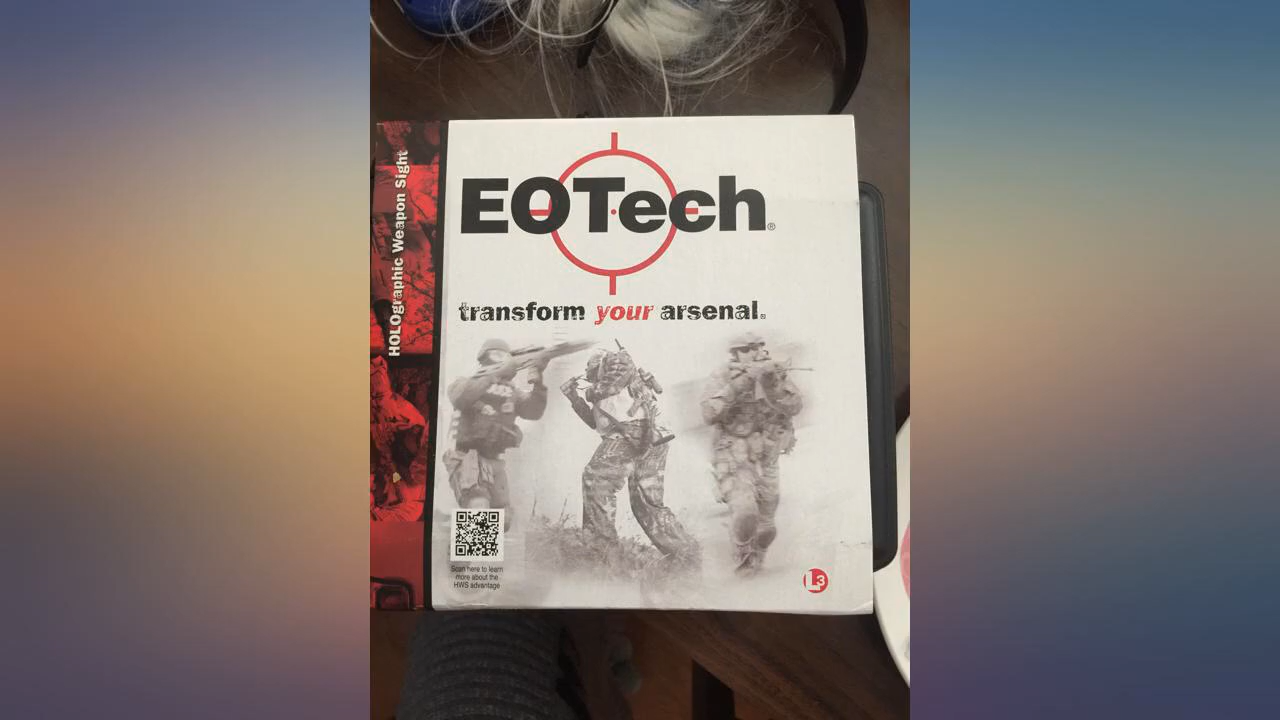 HOLOgraphic Weapon Sight
EOTech®
transform your arsenal.
Scan here to learn
more about the
HWS advantage
L3